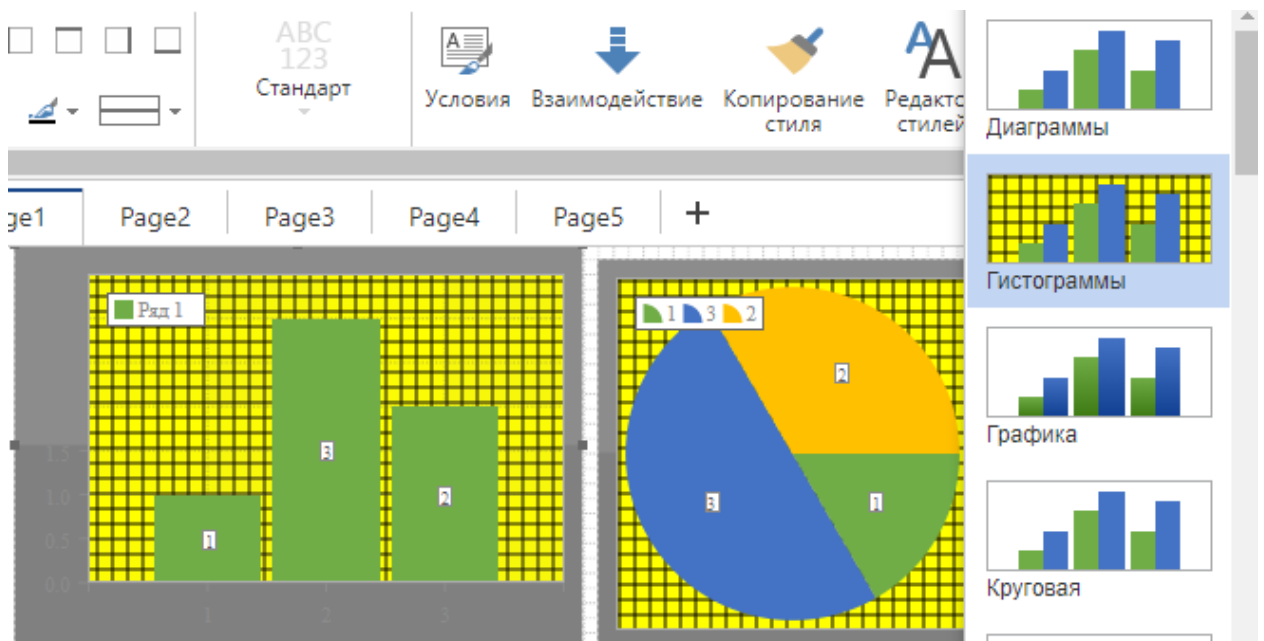 ABC
123
Стандарт
Условия
Взаимодействие
Копирование
стиля
стилей
Page2
Page3
Page4
Page5
+
Ряд 1
1.5
1.0
0.5
0.0
1
3
2
1
2
3
1 3 2
2
3
1
Диаграммы
Гистограммы
Графика
Круговая